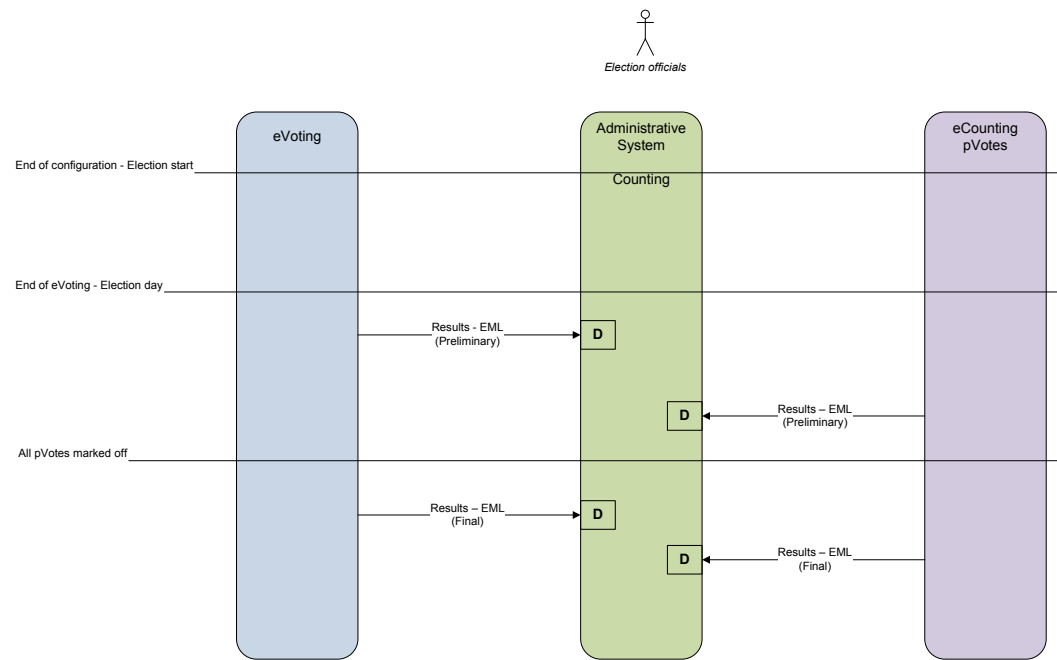 Election officials
eVoting
Administrative
System
Counting
eCounting
pVotes
End of configuration - Election start
End of eVoting - Election day
Results - EML
(Preliminary)
D
D
Results – EML
(Preliminary)
All pVotes marked off
Results – EML
(Final)
D
D
Results – EML
(Final)